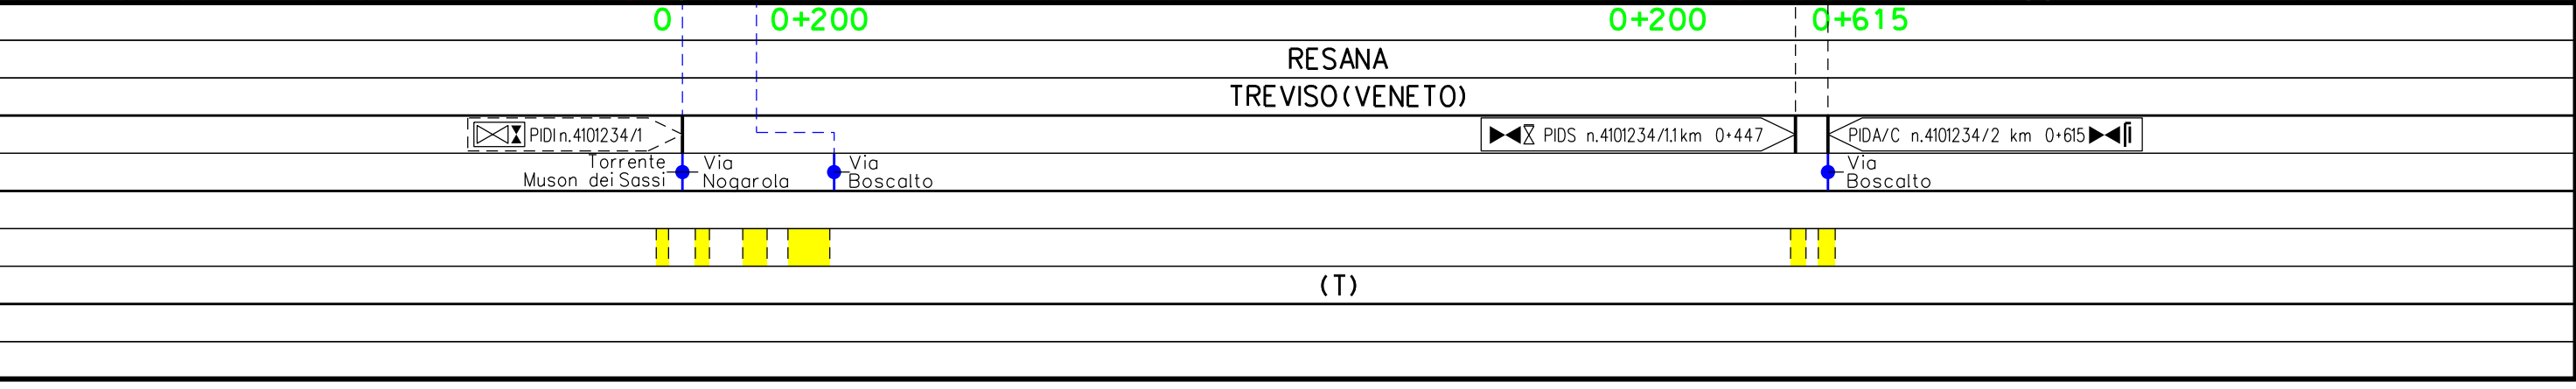 0 0+200 0+200 0+615
RESANA
TREVISO(VENETO)
PIDI n.4101234/1 PIDS n.4101234/1.1 km 0+447 PIDA/C n.4101234/2 km 0+615
Torrente
Muson dei Sassi
Via
Nogarola
Via
Boscalto
Via
Boscalto
(T)